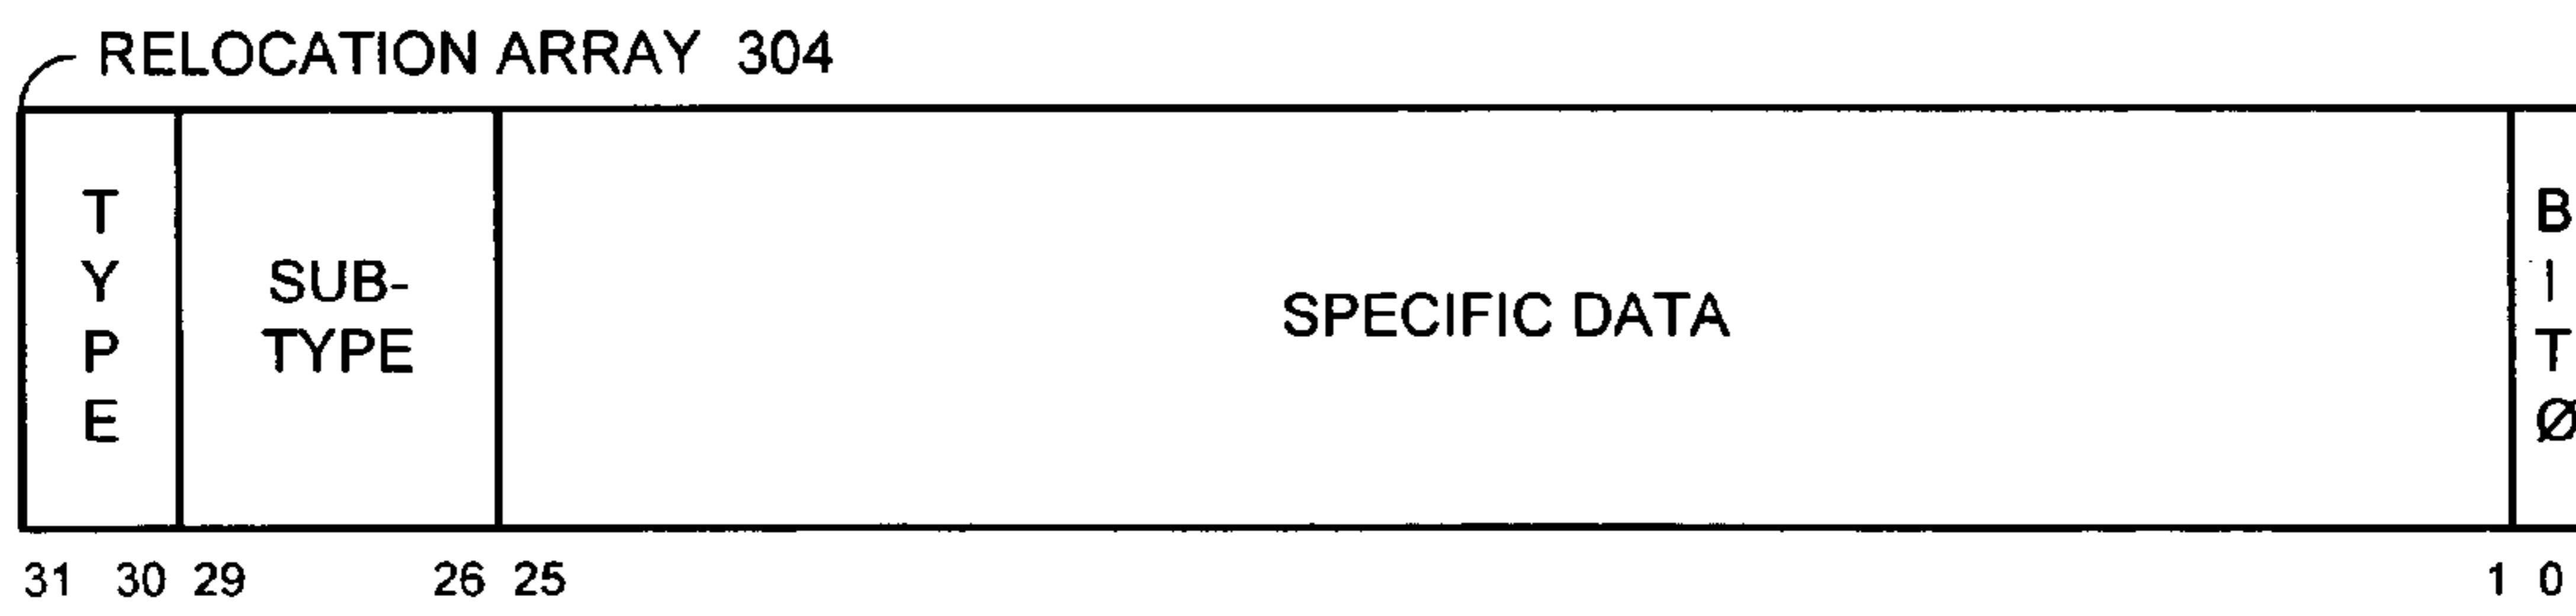 RELOCATION ARRAY 304
T
Y
P
E
SUB-
TYPE
SPECIFIC DATA
B
I
T
Ø
31 30 29 26 25 1 0